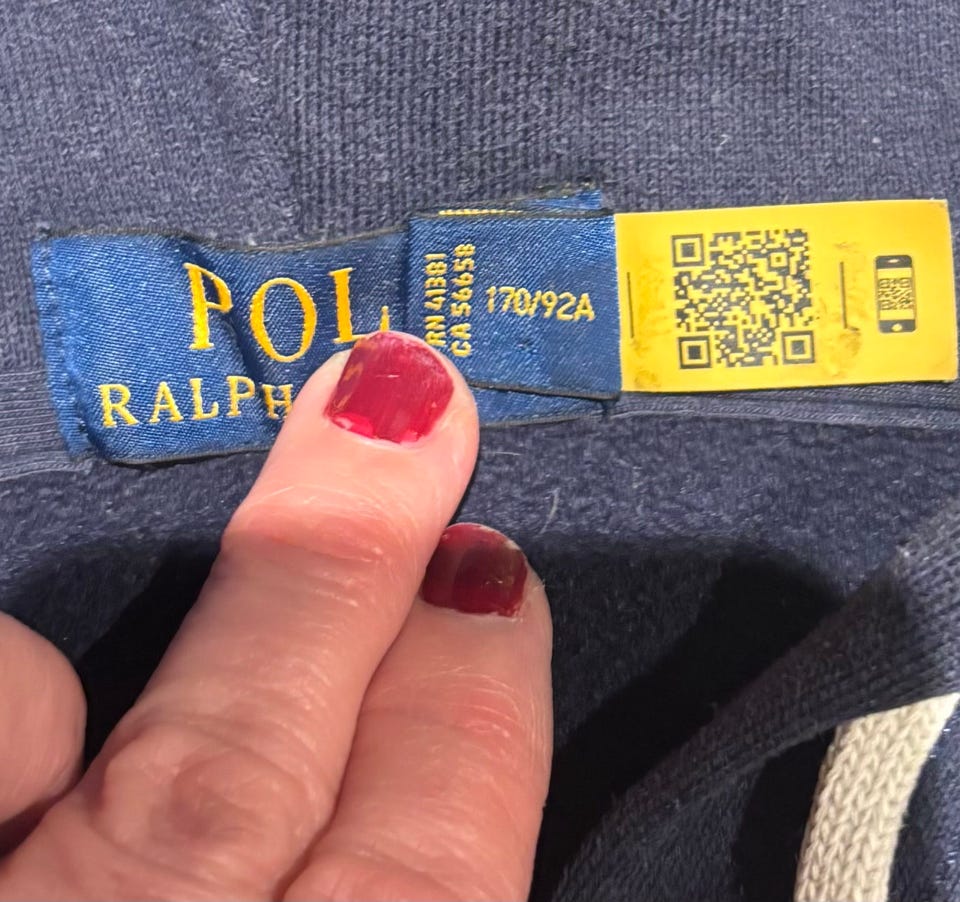 POL
RALPH
RN 41381
CA 56658
170/92A